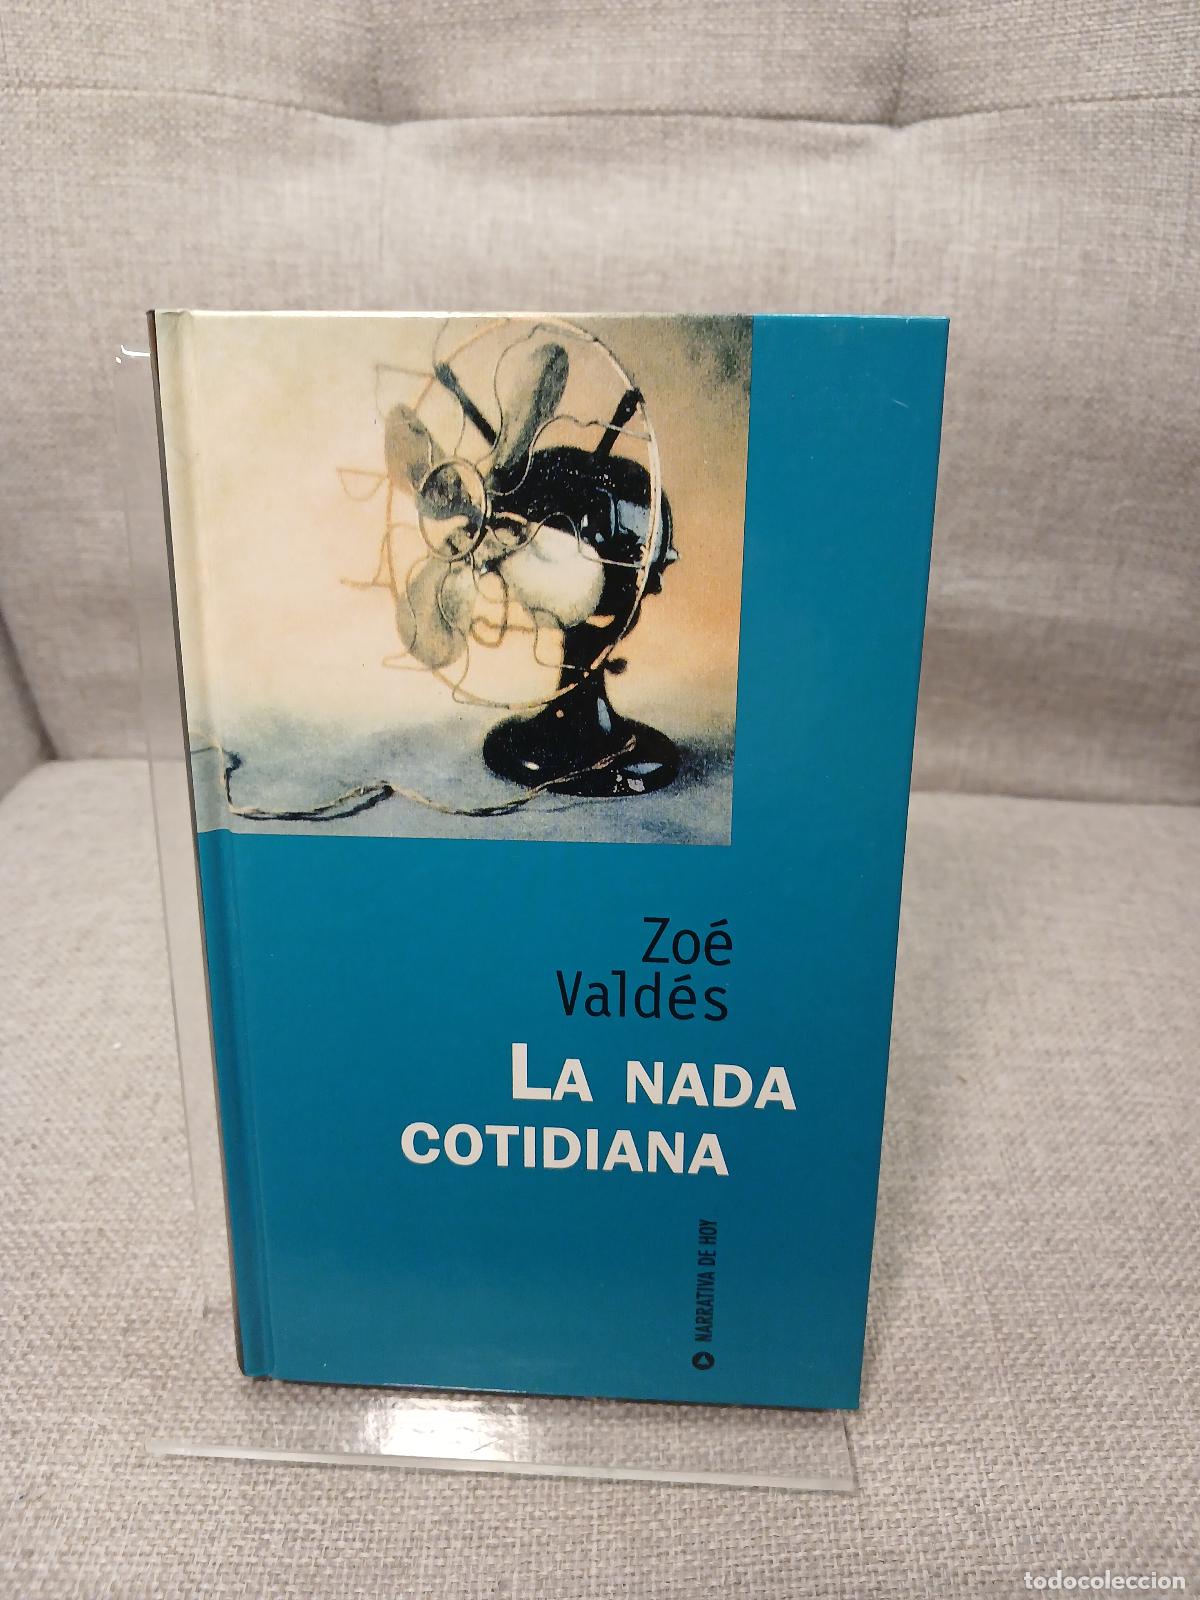 Zoé
Valdés
LA NADA
COTIDIANA
NARRATIVA DE HOY
todocoleccion